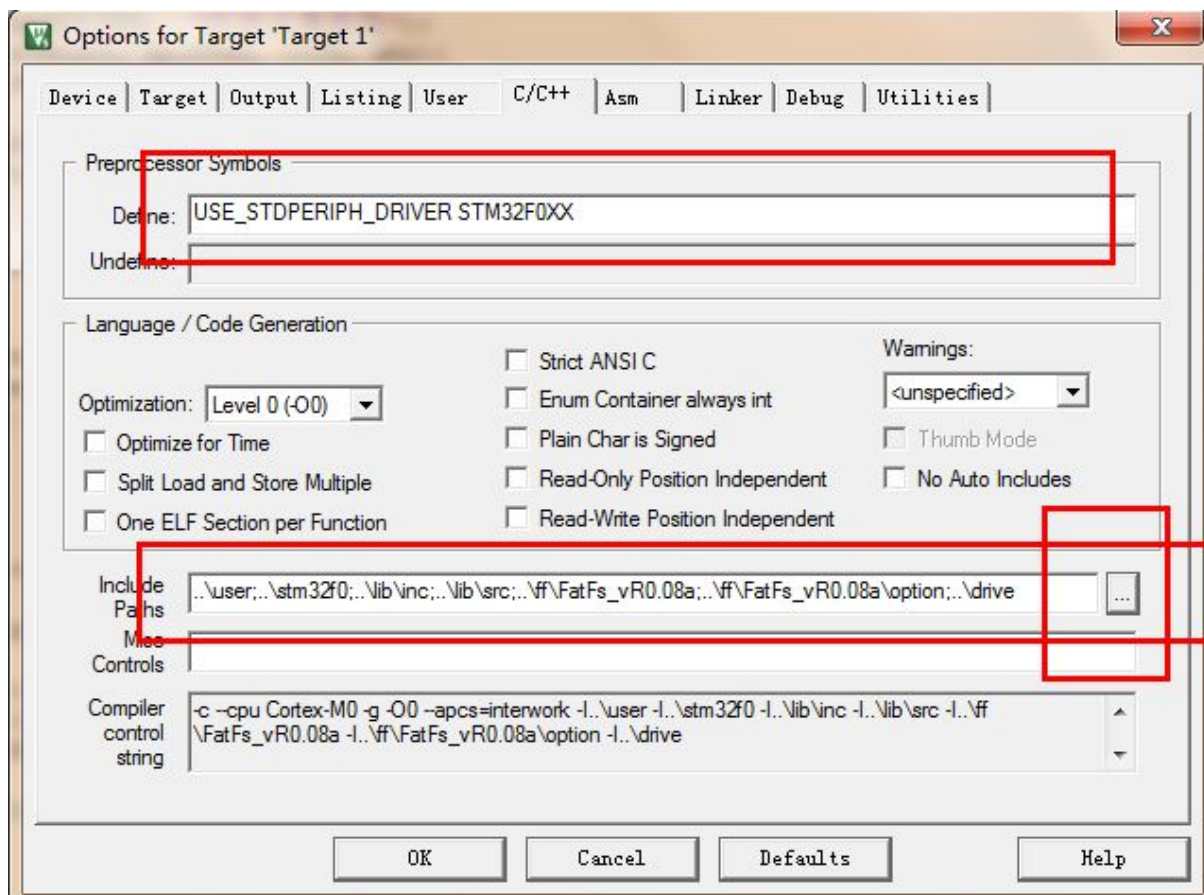 Options for Target 'Target 1'
Device Target Output Listing User C/C++ Asm Linker Debug Utilities
Preprocessor Symbols
Define: USE_STDPERIPH_DRIVER STM32F0XX
Undefine:
Language / Code Generation
Strict ANSI C
Warnings:
Optimization: Level 0 (-O0)
Enum Container always int
<unspecified>
Optimize for Time
Plain Char is Signed
Thumb Mode
Split Load and Store Multiple
Read-Only Position Independent
No Auto Includes
One ELF Section per Function
Read-Write Position Independent
Include
Paths
..\user;..\stm32f0;..\lib\inc;..\lib\src;..\ff\FatFs_vR0.08a;..\ff\FatFs_vR0.08a\option;..\drive
...
Misc
Controls
Compiler
control
string
-c --cpu Cortex-M0 -g -O0 --apcs=interwork -I..\user -I..\stm32f0 -I..\lib\inc -I..\lib\src -I..\ff
\FatFs_vR0.08a -I..\ff\FatFs_vR0.08a\option -I..\drive
OK Cancel Defaults Help